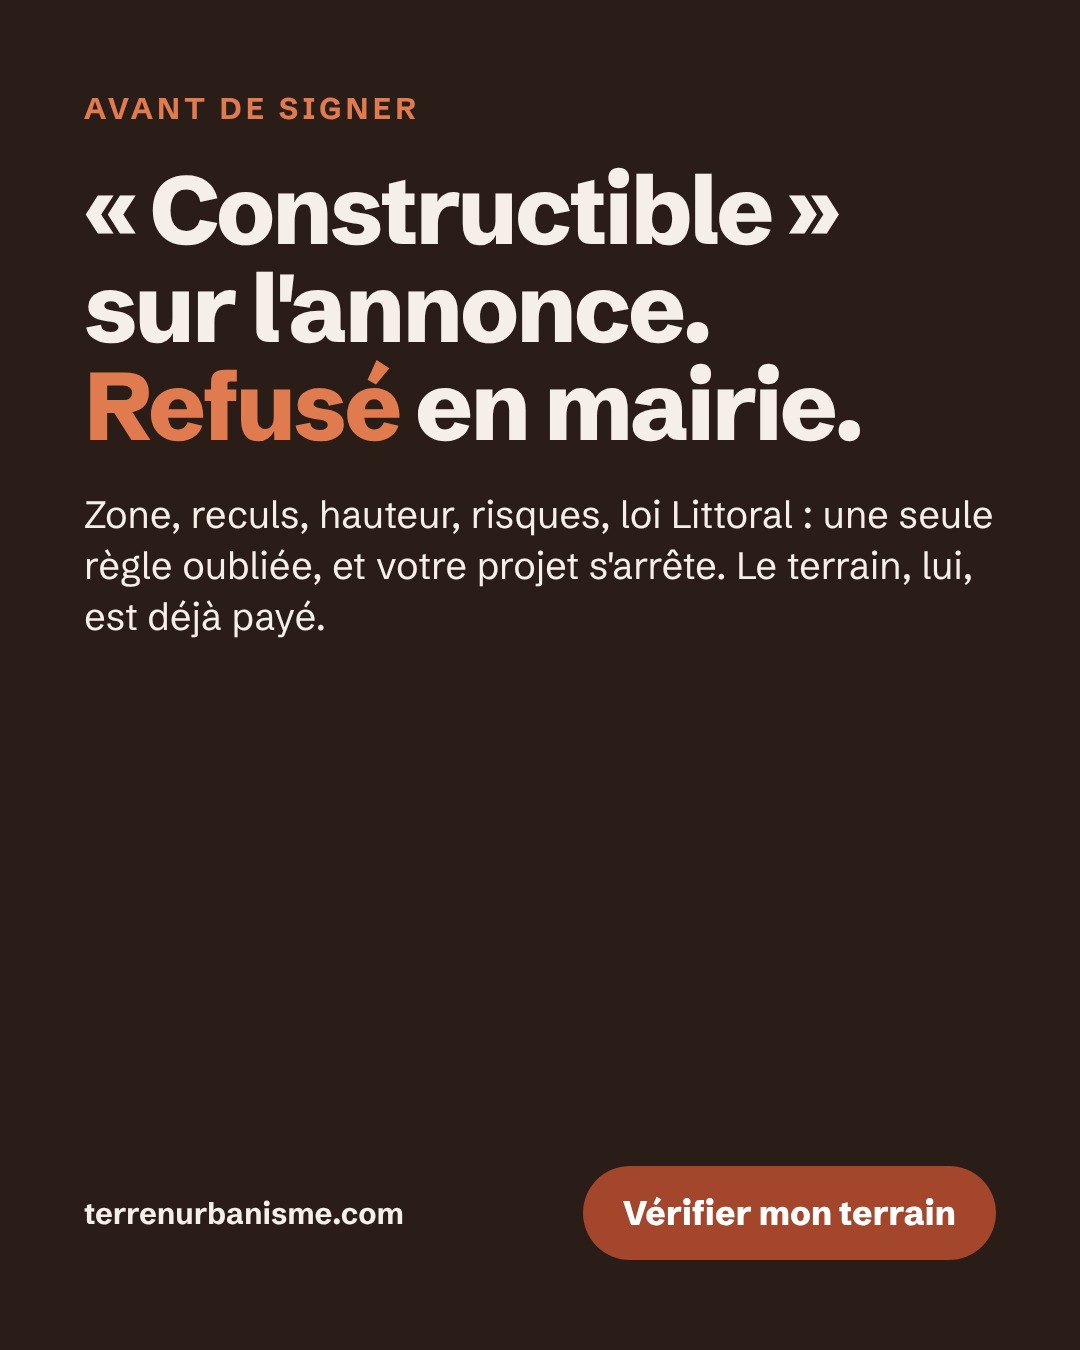 AVANT DE SIGNER
« Constructible »
sur l'annonce.
Refusé en mairie.
Zone, reculs, hauteur, risques, loi Littoral : une seule
règle oubliée, et votre projet s'arrête. Le terrain, lui,
est déjà payé.
terrenurbanisme.com
Vérifier mon terrain